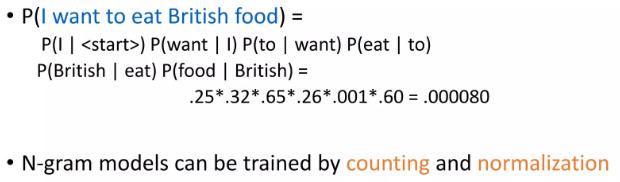 • P(I want to eat British food) =
P(I | <start>) P(want | I) P(to | want) P(eat | to)
P(British | eat) P(food | British) =
.25*.32*.65*.26*.001*.60 = .000080
• N-gram models can be trained by counting and normalization